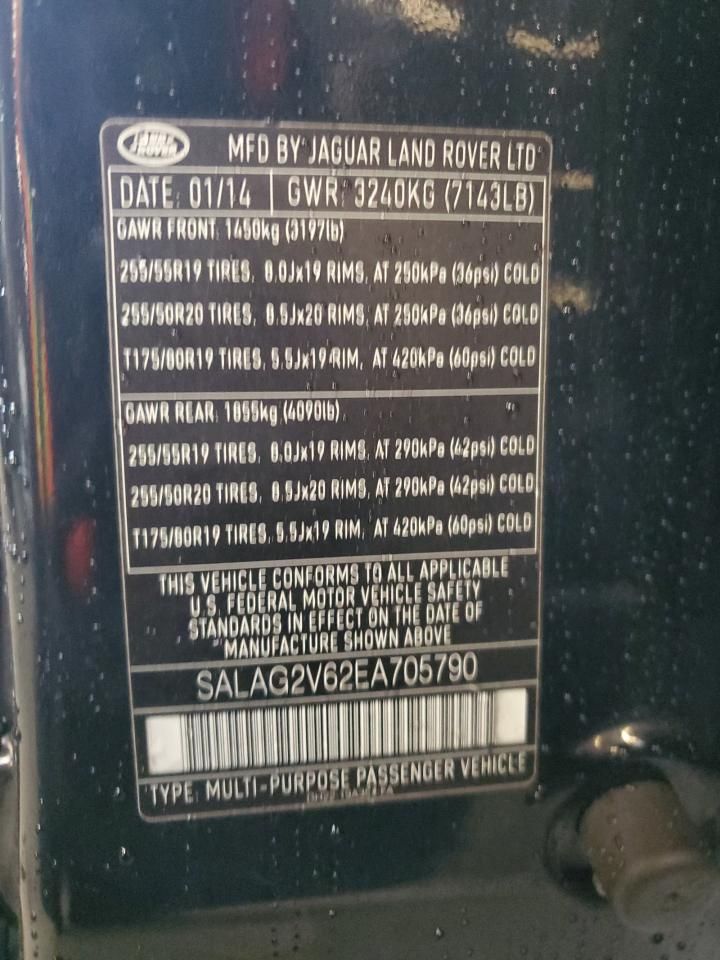 LAND ROVER
MFD BY JAGUAR LAND ROVER LTD
DATE: 01/14 GWR: 3240KG (7143LB)
GAWR FRONT: 1450kg (3197lb)
255/55R19 TIRES, 8.0Jx19 RIMS, AT 250kPa (36psi) COLD
255/50R20 TIRES, 8.5Jx20 RIMS, AT 250kPa (36psi) COLD
T175/80R19 TIRES, 5.5Jx19 RIM, AT 420kPa (60psi) COLD
GAWR REAR: 1855kg (4090lb)
255/55R19 TIRES, 8.0Jx19 RIMS, AT 290kPa (42psi) COLD
255/50R20 TIRES, 8.5Jx20 RIMS, AT 290kPa (42psi) COLD
T175/80R19 TIRES, 5.5Jx19 RIM, AT 420kPa (60psi) COLD
THIS VEHICLE CONFORMS TO ALL APPLICABLE
U.S. FEDERAL MOTOR VEHICLE SAFETY
STANDARDS IN EFFECT ON THE DATE OF
MANUFACTURE SHOWN ABOVE
SALAG2V62EA705790
TYPE: MULTI-PURPOSE PASSENGER VEHICLE